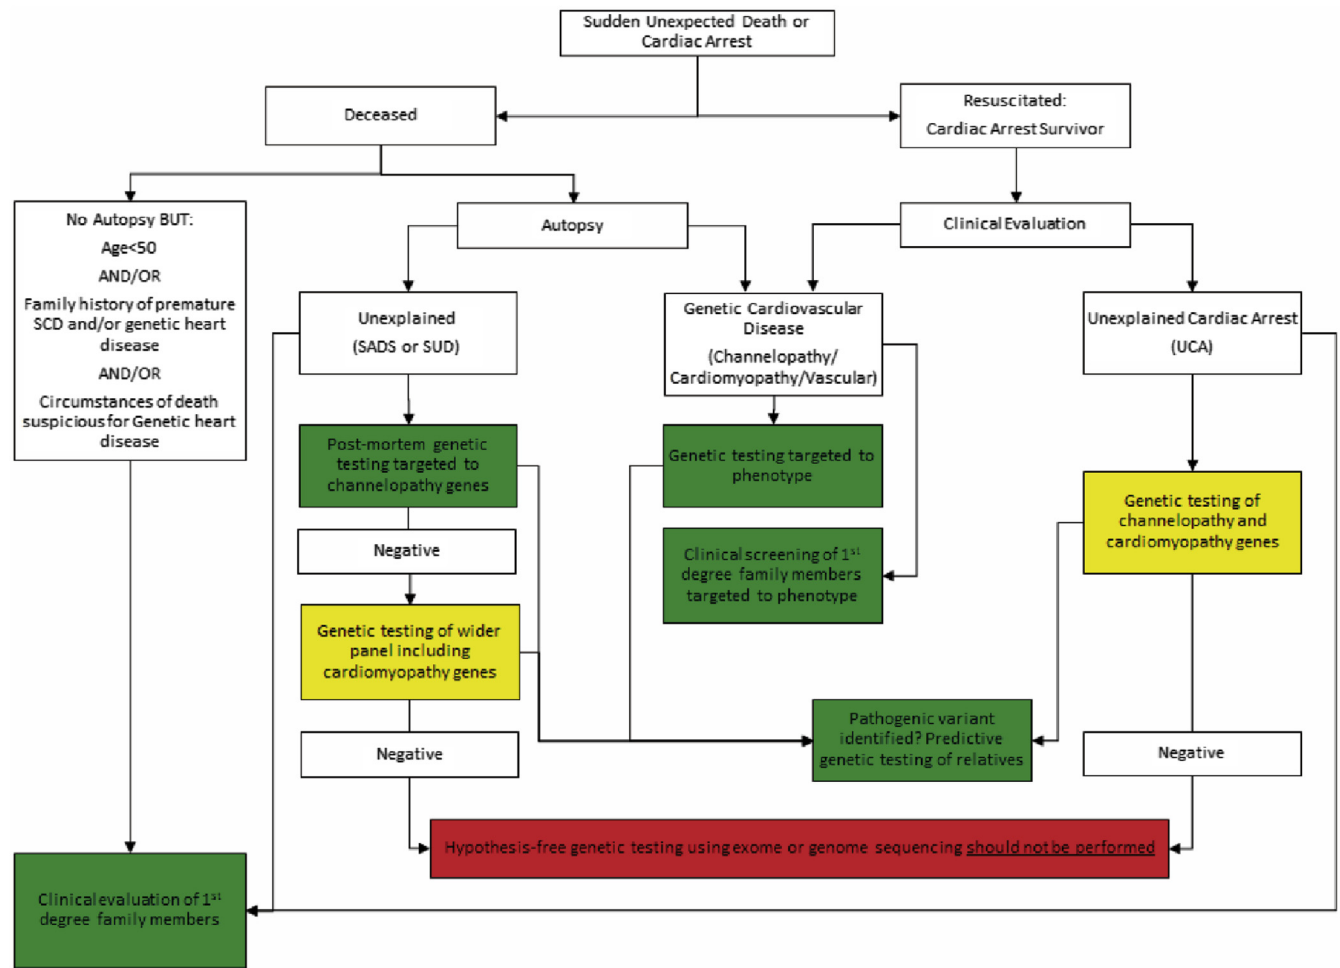 Sudden Unexpected Death or
Cardiac Arrest
Deceased
Resuscitated:
Cardiac Arrest Survivor
No Autopsy BUT:
Age<50
AND/OR
Family history of premature
SCD and/or genetic heart
disease
AND/OR
Circumstances of death
suspicious for Genetic heart
disease
Autopsy
Clinical Evaluation
Unexplained
(SADS or SUD)
Genetic Cardiovascular
Disease
(Channelopathy/
Cardiomyopathy/Vascular)
Unexplained Cardiac Arrest
(UCA)
Post-mortem genetic
testing targeted to
channelopathy genes
Genetic testing targeted to
phenotype
Genetic testing of
channelopathy and
cardiomyopathy genes
Negative
Clinical screening of 1st
degree family members
targeted to phenotype
Genetic testing of wider
panel including
cardiomyopathy genes
Pathogenic variant
identified? Predictive
genetic testing of relatives
Negative
Negative
Hypothesis-free genetic testing using exome or genome sequencing should not be performed
Clinical evaluation of 1st
degree family members